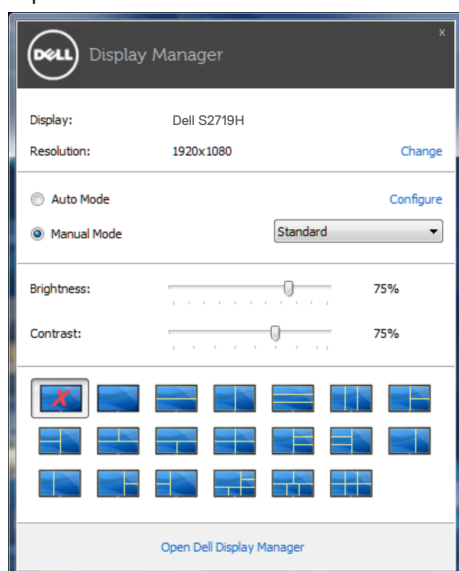 x
DELL Display Manager
Display: Dell S2719H
Resolution: 1920x1080 Change
Auto Mode Configure
Manual Mode Standard
Brightness: 75%
Contrast: 75%
Open Dell Display Manager